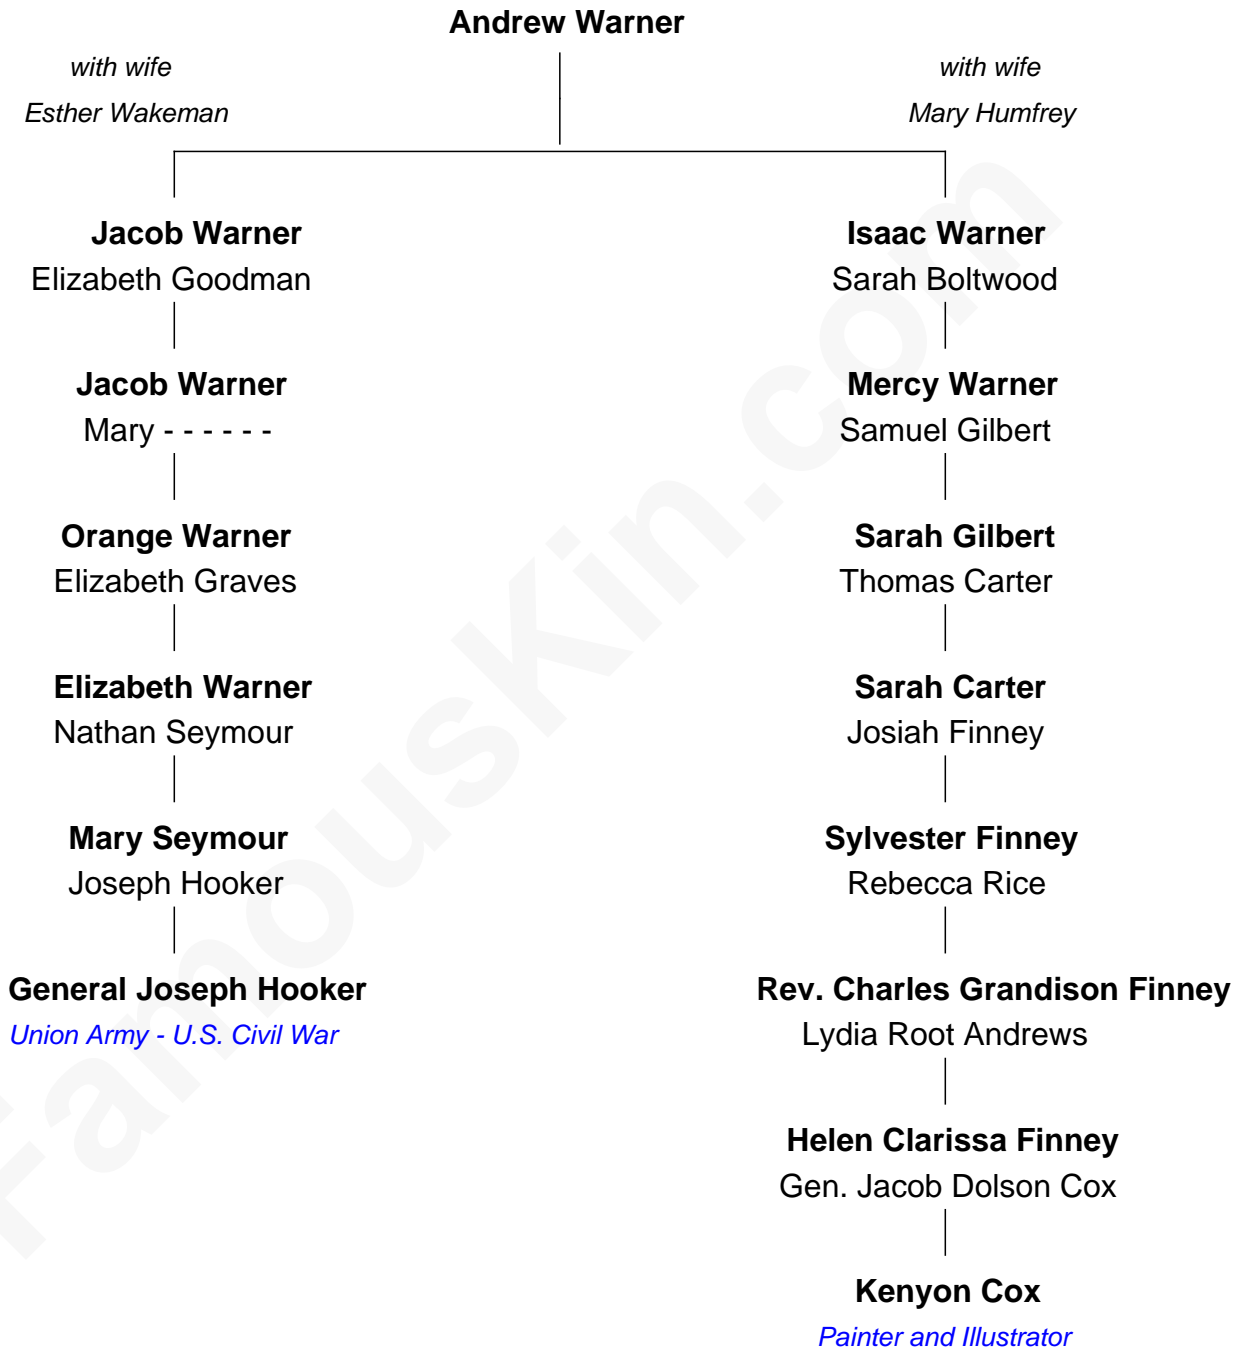 Andrew Warner
with wife
Esther Wakeman
with wife
Mary Humfrey
Jacob Warner
Elizabeth Goodman
Isaac Warner
Sarah Boltwood
Jacob Warner
Mary - - - - - -
Mercy Warner
Samuel Gilbert
Orange Warner
Elizabeth Graves
Sarah Gilbert
Thomas Carter
Elizabeth Warner
Nathan Seymour
Sarah Carter
Josiah Finney
Mary Seymour
Joseph Hooker
Sylvester Finney
Rebecca Rice
General Joseph Hooker
Union Army - U.S. Civil War
Rev. Charles Grandison Finney
Lydia Root Andrews
Helen Clarissa Finney
Gen. Jacob Dolson Cox
Kenyon Cox
Painter and Illustrator
FamousKin.com